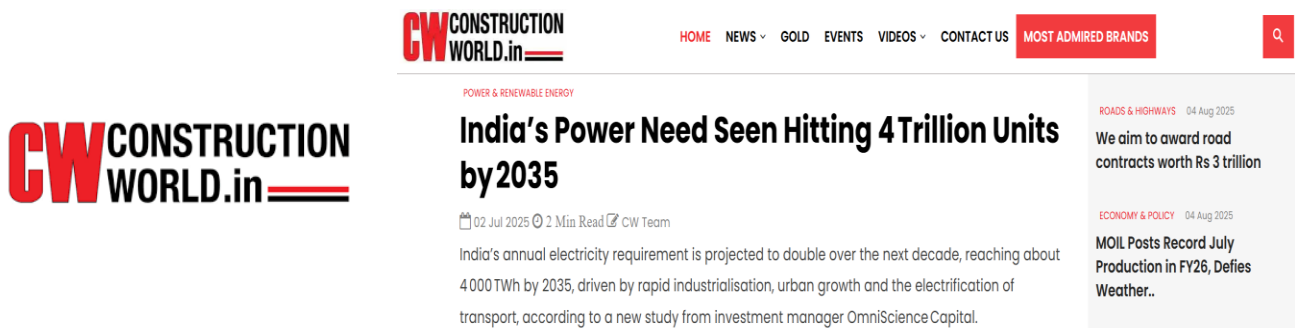 CW CONSTRUCTION
WORLD.in
CW CONSTRUCTION
WORLD.in
HOME NEWS GOLD EVENTS VIDEOS CONTACT US MOST ADMIRED BRANDS
POWER & RENEWABLE ENERGY
India's Power Need Seen Hitting 4 Trillion Units
by 2035
02 Jul 2025 2 Min Read CW Team
India's annual electricity requirement is projected to double over the next decade, reaching about
4 000 TWh by 2035, driven by rapid industrialisation, urban growth and the electrification of
transport, according to a new study from investment manager OmniScience Capital.
ROADS & HIGHWAYS 04 Aug 2025
We aim to award road
contracts worth Rs 3 trillion
ECONOMY & POLICY 04 Aug 2025
MOIL Posts Record July
Production in FY26, Defies
Weather..